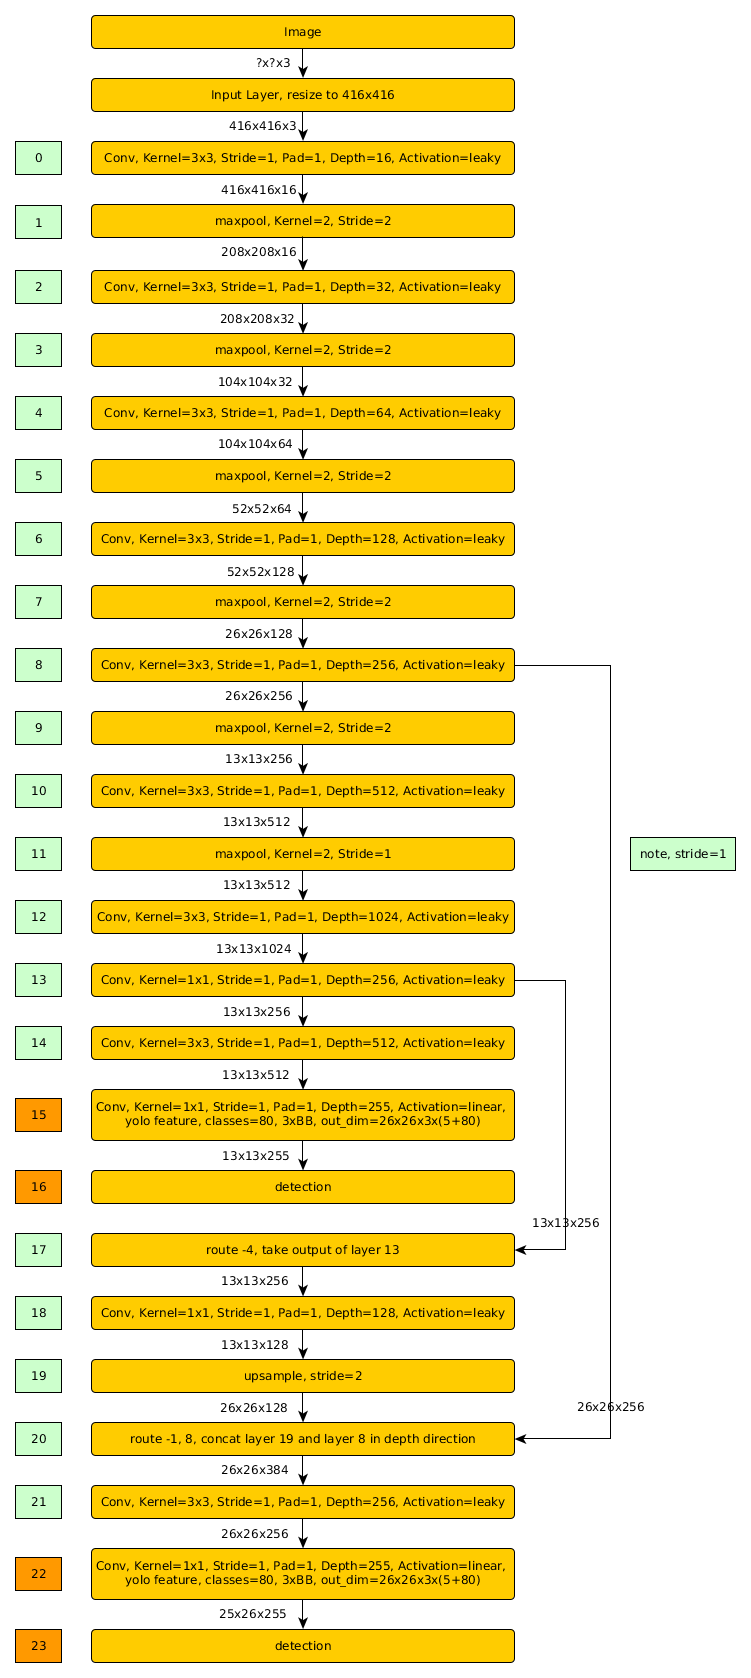 Image
?x?x3
Input Layer, resize to 416x416
416x416x3
0
Conv, Kernel=3x3, Stride=1, Pad=1, Depth=16, Activation=leaky
416x416x16
1
maxpool, Kernel=2, Stride=2
208x208x16
2
Conv, Kernel=3x3, Stride=1, Pad=1, Depth=32, Activation=leaky
208x208x32
3
maxpool, Kernel=2, Stride=2
104x104x32
4
Conv, Kernel=3x3, Stride=1, Pad=1, Depth=64, Activation=leaky
104x104x64
5
maxpool, Kernel=2, Stride=2
52x52x64
6
Conv, Kernel=3x3, Stride=1, Pad=1, Depth=128, Activation=leaky
52x52x128
7
maxpool, Kernel=2, Stride=2
26x26x128
8
Conv, Kernel=3x3, Stride=1, Pad=1, Depth=256, Activation=leaky
26x26x256
9
maxpool, Kernel=2, Stride=2
13x13x256
10
Conv, Kernel=3x3, Stride=1, Pad=1, Depth=512, Activation=leaky
13x13x512
11
maxpool, Kernel=2, Stride=1
note, stride=1
13x13x512
12
Conv, Kernel=3x3, Stride=1, Pad=1, Depth=1024, Activation=leaky
13x13x1024
13
Conv, Kernel=1x1, Stride=1, Pad=1, Depth=256, Activation=leaky
13x13x256
14
Conv, Kernel=3x3, Stride=1, Pad=1, Depth=512, Activation=leaky
13x13x512
15
Conv, Kernel=1x1, Stride=1, Pad=1, Depth=255, Activation=linear,
yolo feature, classes=80, 3xBB, out_dim=26x26x3x(5+80)
13x13x255
16
detection
13x13x256
17
route -4, take output of layer 13
13x13x256
18
Conv, Kernel=1x1, Stride=1, Pad=1, Depth=128, Activation=leaky
13x13x128
19
upsample, stride=2
26x26x128
26x26x256
20
route -1, 8, concat layer 19 and layer 8 in depth direction
26x26x384
21
Conv, Kernel=3x3, Stride=1, Pad=1, Depth=256, Activation=leaky
26x26x256
22
Conv, Kernel=1x1, Stride=1, Pad=1, Depth=255, Activation=linear,
yolo feature, classes=80, 3xBB, out_dim=26x26x3x(5+80)
25x26x255
23
detection